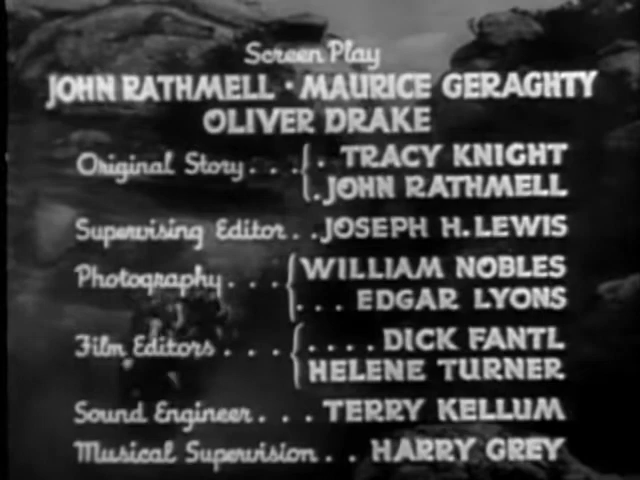 Screen Play
JOHN RATHMELL · MAURICE GERAGHTY
OLIVER DRAKE
Original Story . . . { . TRACY KNIGHT
. JOHN RATHMELL
Supervising Editor . . JOSEPH H. LEWIS
Photography . . . { WILLIAM NOBLES
. . . EDGAR LYONS
Film Editors . . . { . . . . DICK FANTL
HELENE TURNER
Sound Engineer . . . TERRY KELLUM
Musical Supervision . . HARRY GREY